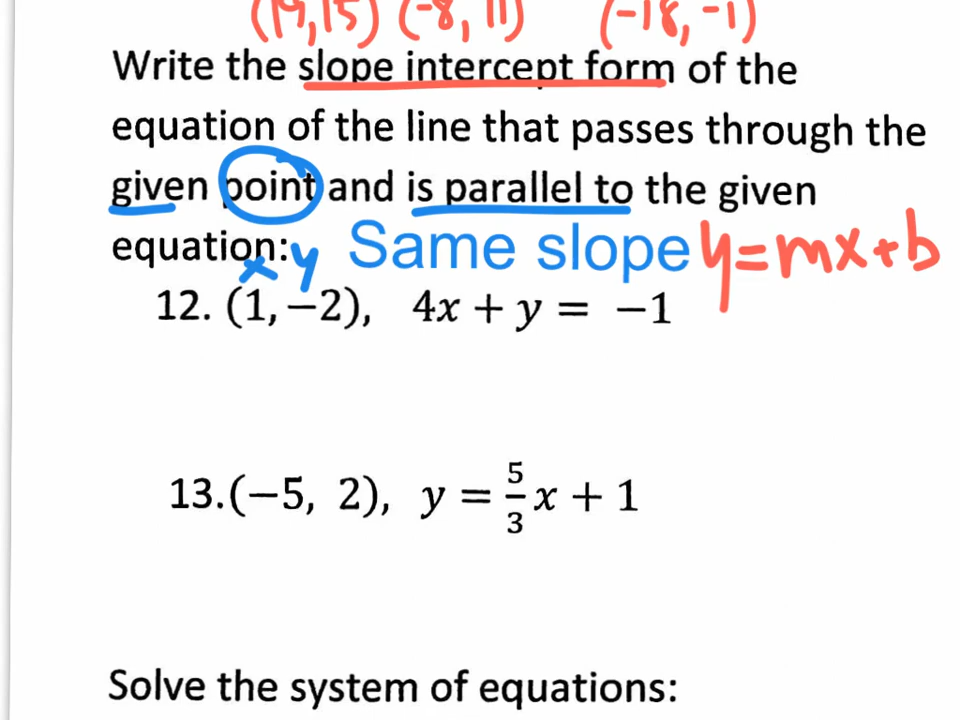 (19,15) (-8, 11) (-18, -1)
Write the slope intercept form of the
equation of the line that passes through the
given point and is parallel to the given
equation: Same slope y=mx+b
x y
12. (1, −2), 4x + y = −1
13.(−5, 2), y = 5/3 x + 1
Solve the system of equations: